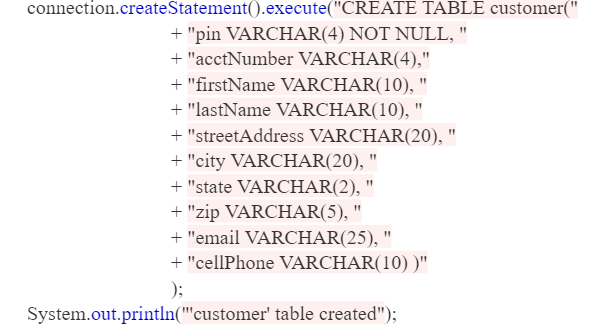 connection.createStatement().execute("CREATE TABLE customer("
+ "pin VARCHAR(4) NOT NULL, "
+ "acctNumber VARCHAR(4),"
+ "firstName VARCHAR(10), "
+ "lastName VARCHAR(10), "
+ "streetAddress VARCHAR(20), "
+ "city VARCHAR(20), "
+ "state VARCHAR(2), "
+ "zip VARCHAR(5), "
+ "email VARCHAR(25), "
+ "cellPhone VARCHAR(10) )"
);
System.out.println("'customer' table created");